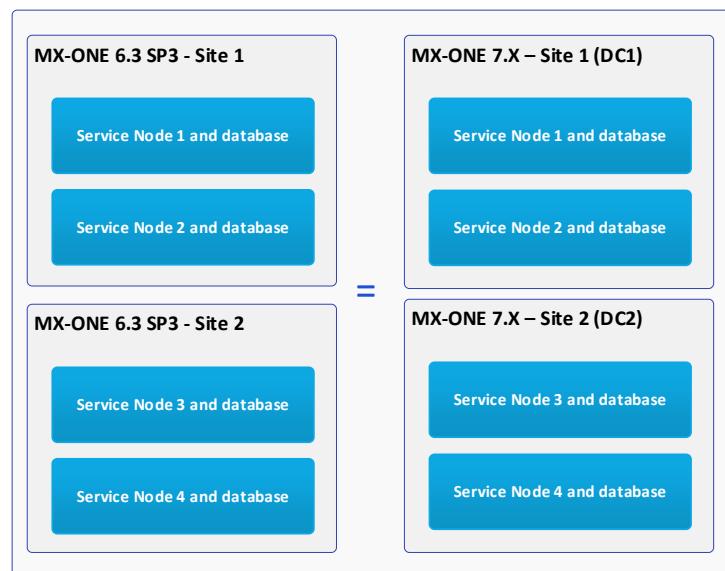 MX-ONE 6.3 SP3 - Site 1
Service Node 1 and database
Service Node 2 and database
MX-ONE 6.3 SP3 - Site 2
Service Node 3 and database
Service Node 4 and database
=
MX-ONE 7.X – Site 1 (DC1)
Service Node 1 and database
Service Node 2 and database
MX-ONE 7.X – Site 2 (DC2)
Service Node 3 and database
Service Node 4 and database